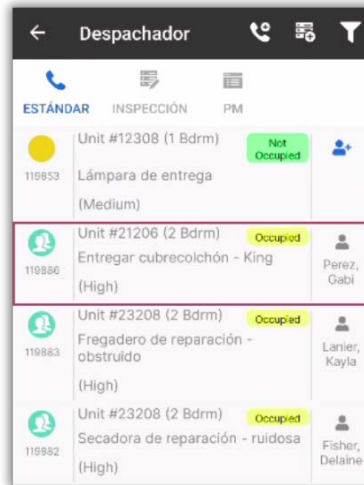 Despachador
ESTÁNDAR INSPECCIÓN PM
Unit #12308 (1 Bdrm)
Not
Occupied
119853
Lámpara de entrega
(Medium)
Unit #21206 (2 Bdrm)
Occupied
Entregar cubrecolchón - King
119886
(High)
Perez,
Gabi
Unit #23208 (2 Bdrm)
Occupied
Fregadero de reparación -
obstruido
119883
(High)
Lanier,
Kayla
Unit #23208 (2 Bdrm)
Occupied
Secadora de reparación - ruidosa
119882
(High)
Fisher,
Delaine